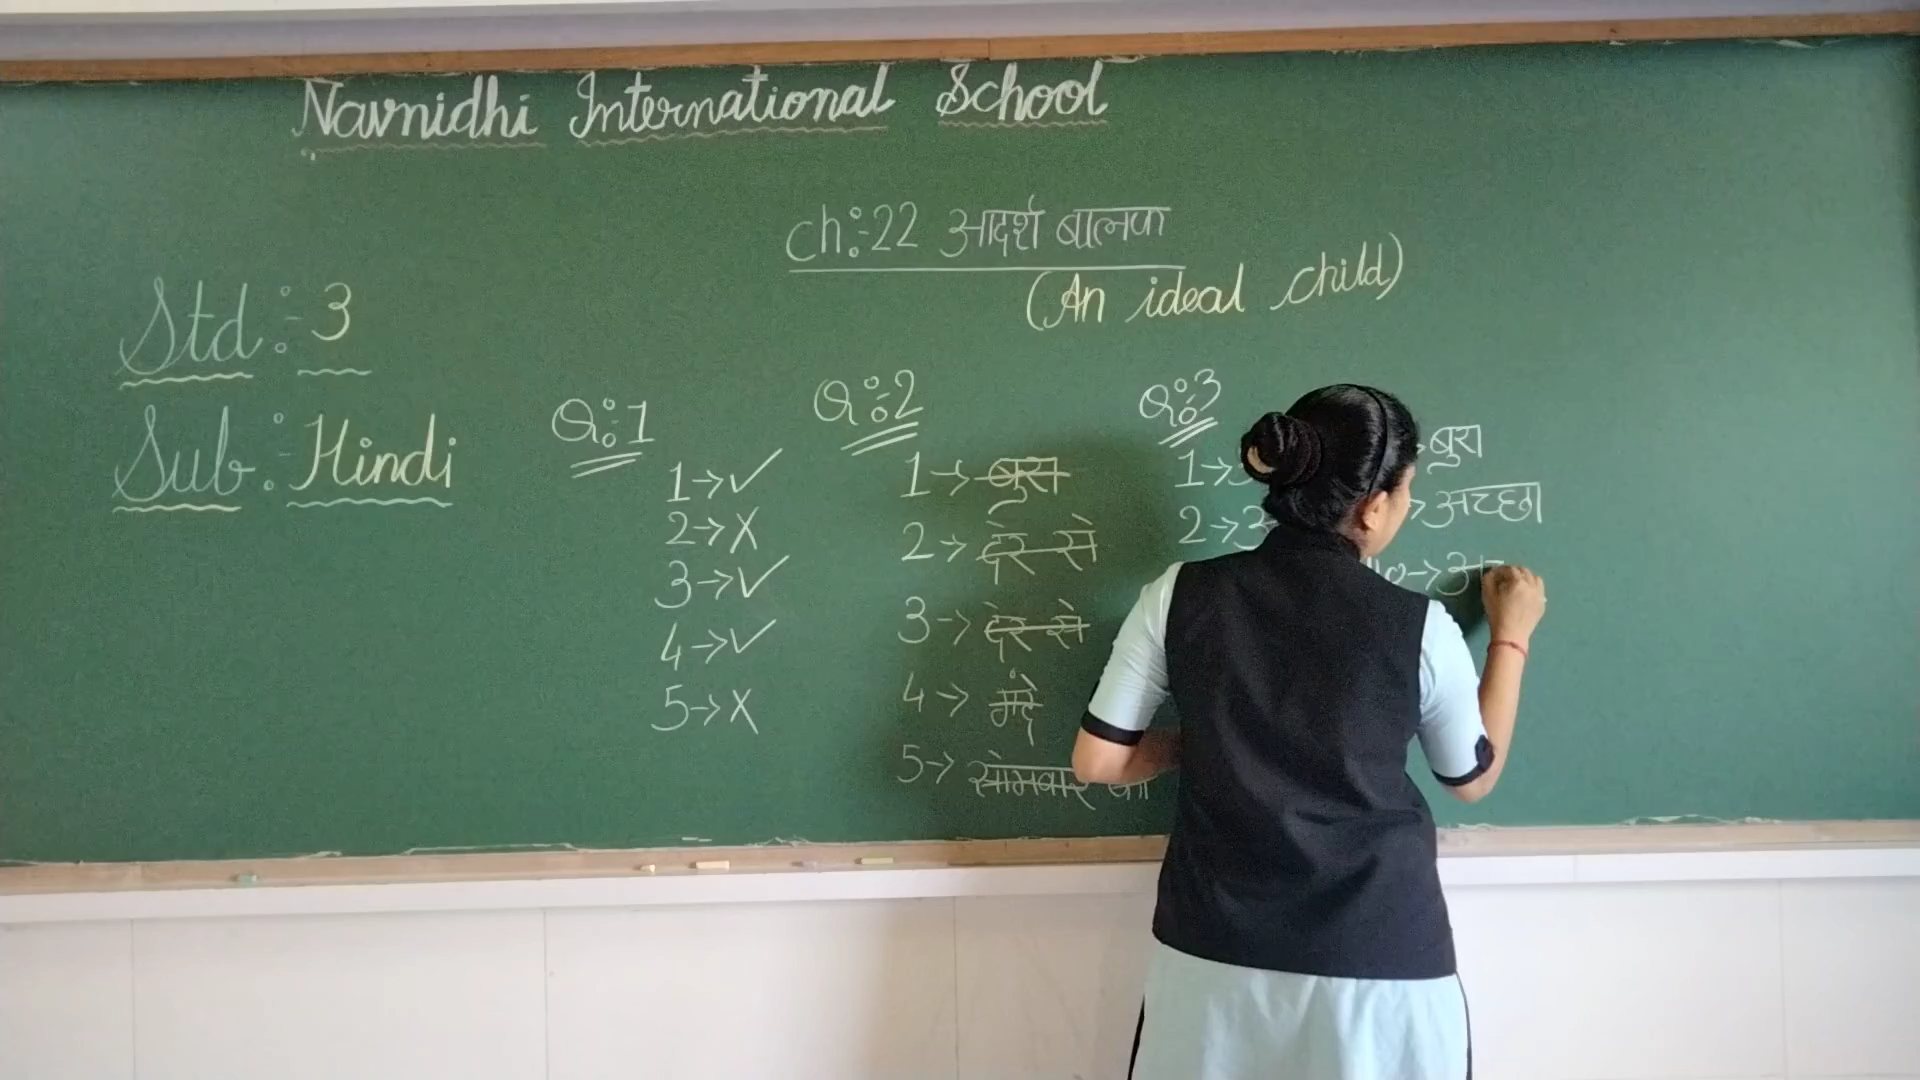 Navnidhi International School
ch:-22 आदर्श बालक
(An ideal child)
Std:- 3
Sub:- Hindi
Q:-1
1→✓
2→X
3→✓
4→✓
5→X
Q:-2
1→ बुरा
2→ देर से
3→ देर से
4→ गंदे
5→ सोमवार को
Q:-3
1→
2→
बुरा
→अच्छा
10→